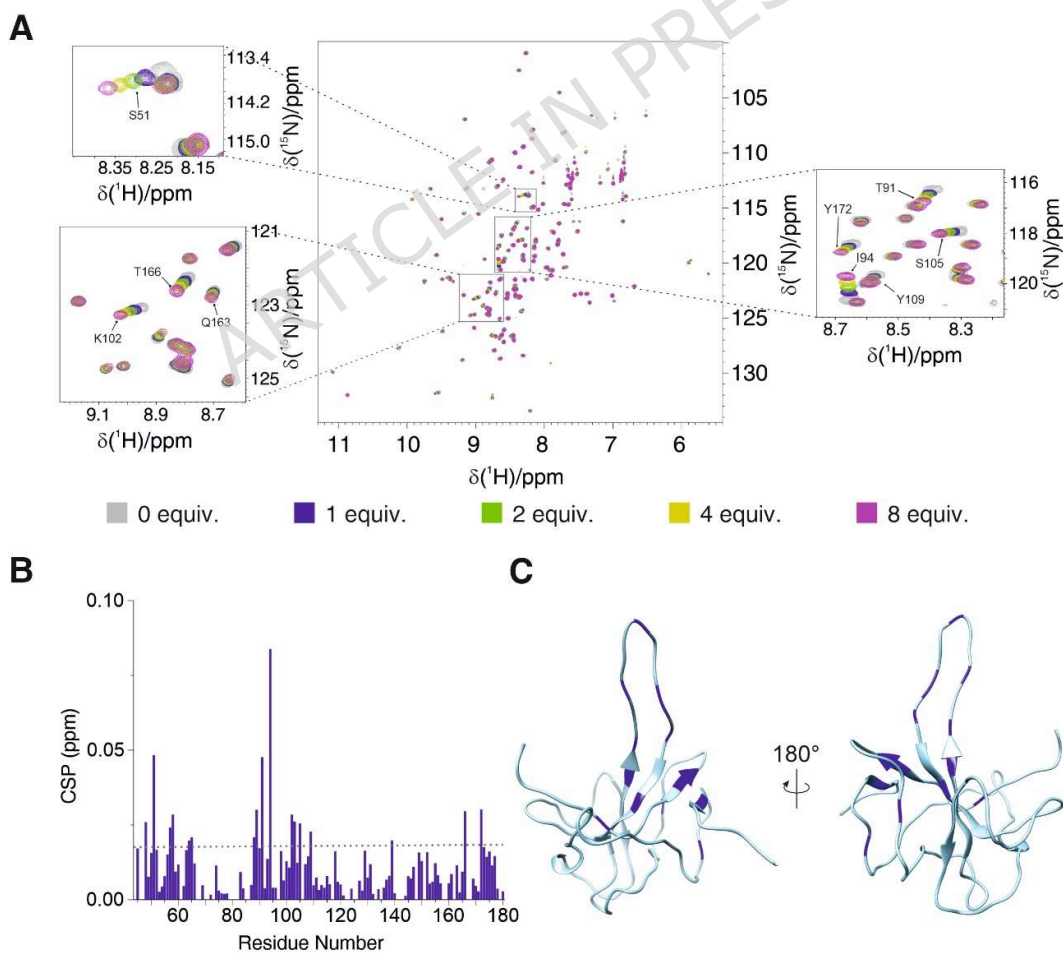 A
ARTICLE IN PRESS
113.4
114.2
115.0
S51
8.35 8.25 8.15
δ(¹H)/ppm
δ(¹⁵N)/ppm
121
123
125
T166
K102
Q163
9.1 8.9 8.7
δ(¹H)/ppm
δ(¹⁵N)/ppm
105
110
115
120
125
130
11 10 9 8 7 6
δ(¹H)/ppm
δ(¹⁵N)/ppm
116
118
120
T91
Y172
S105
I94
Y109
8.7 8.5 8.3
δ(¹H)/ppm
δ(¹⁵N)/ppm
0 equiv. 1 equiv. 2 equiv. 4 equiv. 8 equiv.
B
0.10
0.05
0.00
CSP (ppm)
60 80 100 120 140 160 180
Residue Number
C
180°